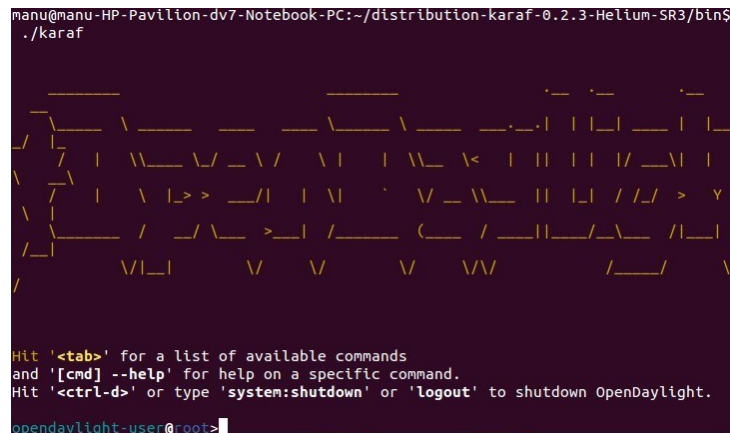 manu@manu-HP-Pavilion-dv7-Notebook-PC:~/distribution-karaf-0.2.3-Helium-SR3/bin$
./karaf
Hit '<tab>' for a list of available commands
and '[cmd] --help' for help on a specific command.
Hit '<ctrl-d>' or type 'system:shutdown' or 'logout' to shutdown OpenDaylight.
opendaylight-user@root>